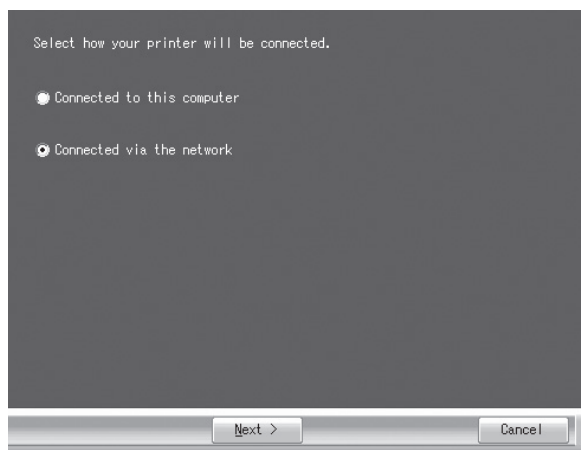 Select how your printer will be connected.
Connected to this computer
Connected via the network
Next >
Cancel